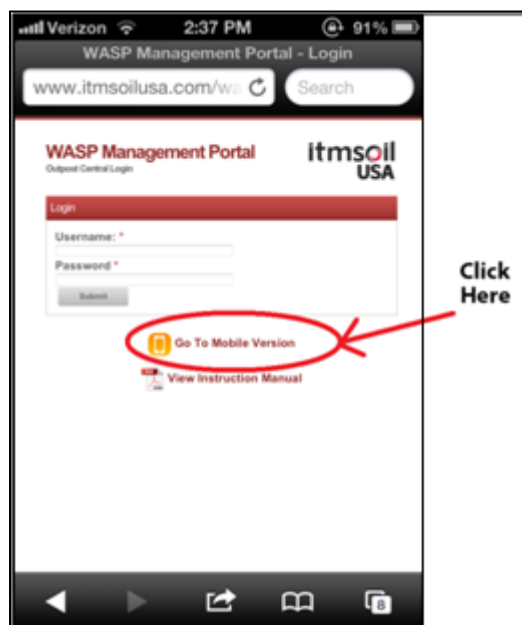 Verizon 2:37 PM 91%
WASP Management Portal - Login
www.itmsoilusa.com/wa Search
WASP Management Portal
Outpost Central Login
itmsoil
USA
Login
Username: *
Password *
Submit
Go To Mobile Version
View Instruction Manual
Click
Here
8